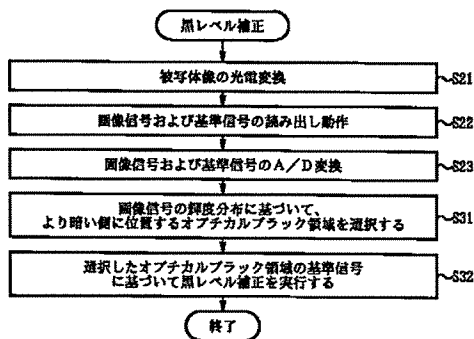 黒レベル補正
被写体像の光電変換
S21
画像信号および基準信号の読み出し動作
S22
画像信号および基準信号のA/D変換
S23
画像信号の輝度分布に基づいて、
より暗い側に位置するオプチカルブラック領域を選択する
S31
選択したオプチカルブラック領域の基準信号
に基づいて黒レベル補正を実行する
S32
終了